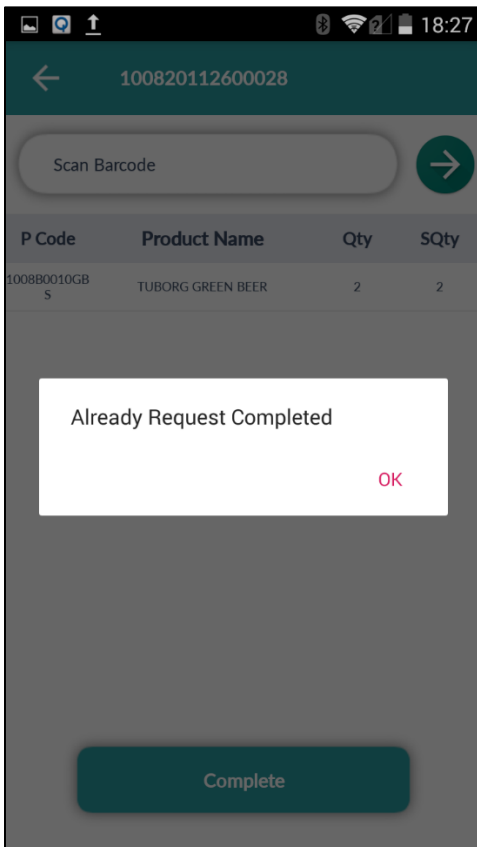 18:27
100820112600028
Scan Barcode
P Code Product Name Qty SQty
1008B0010GB
S TUBORG GREEN BEER 2 2
Already Request Completed
OK
Complete